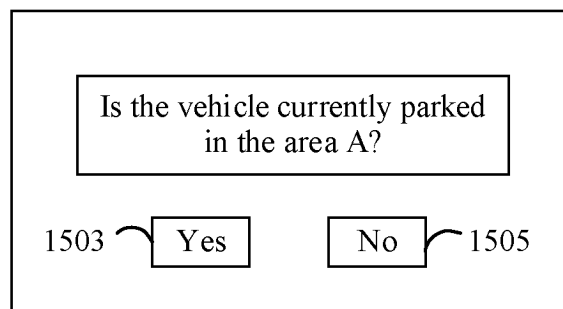 Is the vehicle currently parked
in the area A?
1503 Yes No 1505